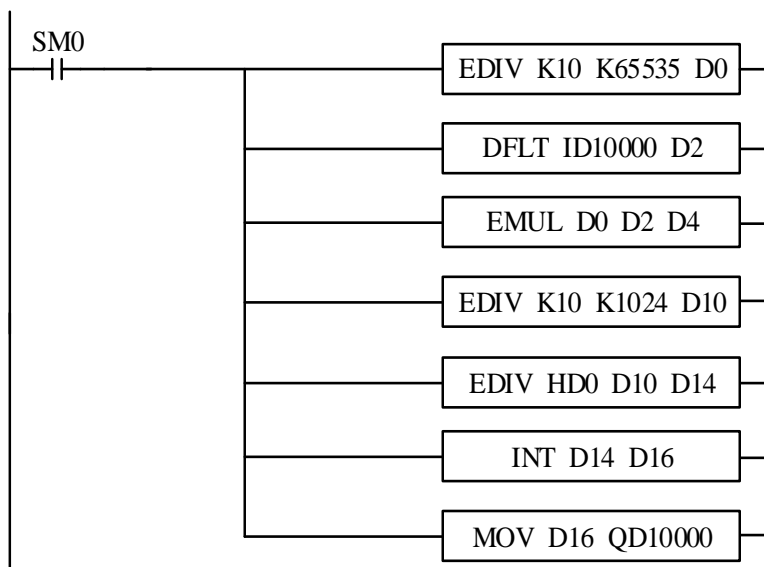 SM0
EDIV K10 K65535 D0
DFLT ID10000 D2
EMUL D0 D2 D4
EDIV K10 K1024 D10
EDIV HD0 D10 D14
INT D14 D16
MOV D16 QD10000